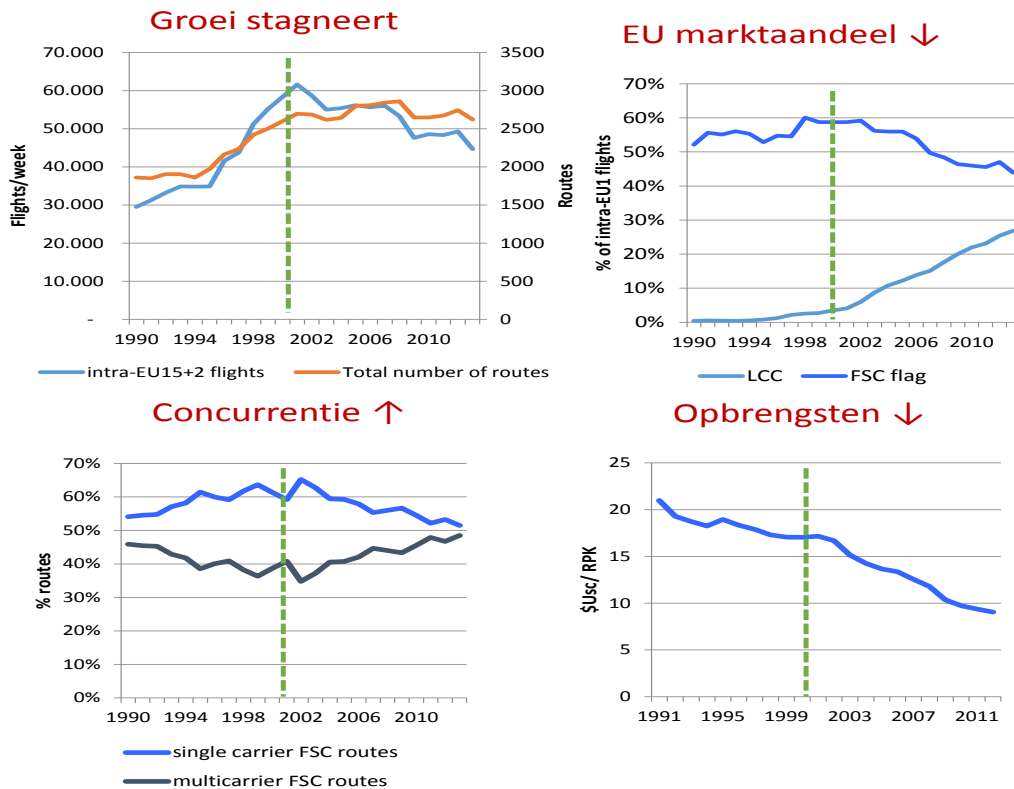 Groei stagneert
70.000
60.000
50.000
40.000
30.000
20.000
10.000
-
Flights/week
3500
3000
2500
2000
1500
1000
500
0
Routes
1990 1994 1998 2002 2006 2010
intra-EU15+2 flights Total number of routes
EU marktaandeel ↓
70%
60%
50%
40%
30%
20%
10%
0%
% of intra-EU1 flights
1990 1994 1998 2002 2006 2010
LCC FSC flag
Concurrentie ↑
70%
60%
50%
40%
30%
20%
10%
0%
% routes
1990 1994 1998 2002 2006 2010
single carrier FSC routes
multicarrier FSC routes
Opbrengsten ↓
25
20
15
10
5
0
$Usc/ RPK
1991 1995 1999 2003 2007 2011